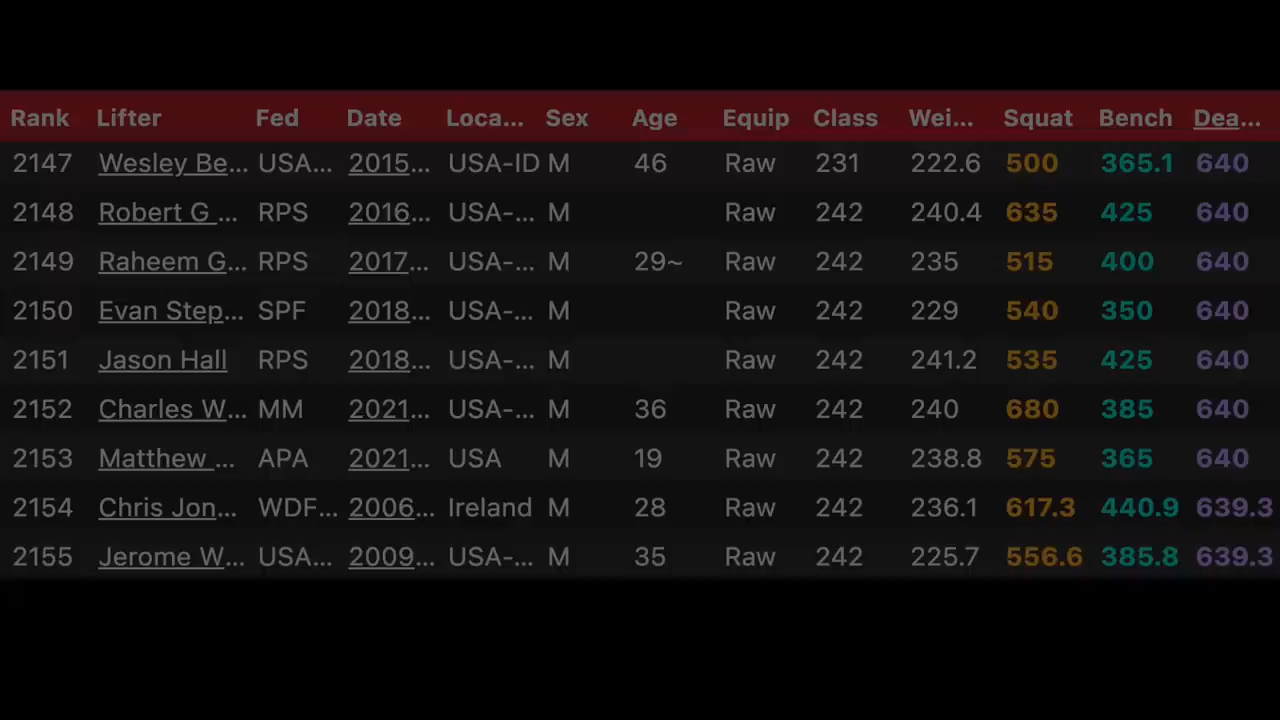 Rank Lifter Fed Date Loca... Sex Age Equip Class Wei... Squat Bench Dea...
2147 Wesley Be... USA... 2015... USA-ID M 46 Raw 231 222.6 500 365.1 640
2148 Robert G ... RPS 2016... USA-... M Raw 242 240.4 635 425 640
2149 Raheem G... RPS 2017... USA-... M 29~ Raw 242 235 515 400 640
2150 Evan Step... SPF 2018... USA-... M Raw 242 229 540 350 640
2151 Jason Hall RPS 2018... USA-... M Raw 242 241.2 535 425 640
2152 Charles W... MM 2021... USA-... M 36 Raw 242 240 680 385 640
2153 Matthew ... APA 2021... USA M 19 Raw 242 238.8 575 365 640
2154 Chris Jon... WDF... 2006... Ireland M 28 Raw 242 236.1 617.3 440.9 639.3
2155 Jerome W... USA... 2009... USA-... M 35 Raw 242 225.7 556.6 385.8 639.3